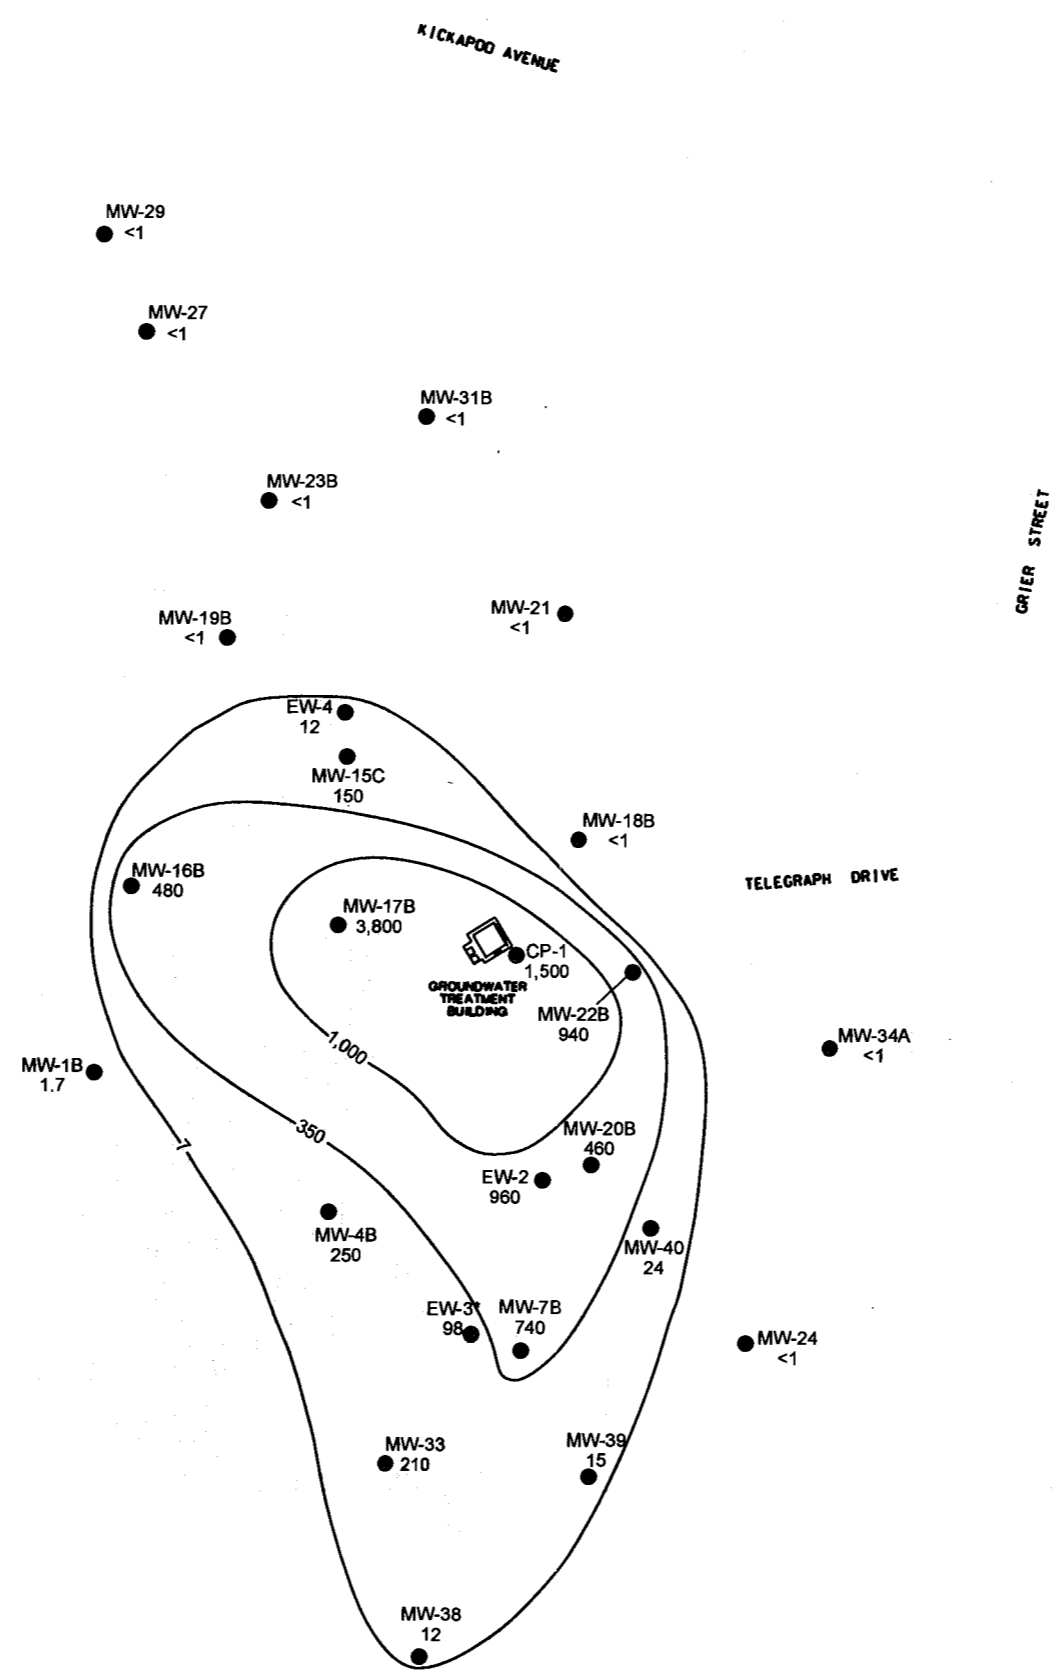 KICKAPOO AVENUE
MW-29
<1
MW-27
<1
MW-31B
<1
MW-23B
<1
GRIER STREET
MW-21
<1
MW-19B
<1
EW-4
12
MW-15C
150
MW-18B
<1
TELEGRAPH DRIVE
MW-16B
480
MW-17B
3,800
CP-1
1,500
GROUNDWATER
TREATMENT
BUILDING
MW-22B
940
MW-34A
<1
1,000
MW-1B
1.7
350
7
MW-20B
460
EW-2
960
MW-4B
250
MW-40
24
EW-3*
98
MW-7B
740
MW-24
<1
MW-33
210
MW-39
15
MW-38
12